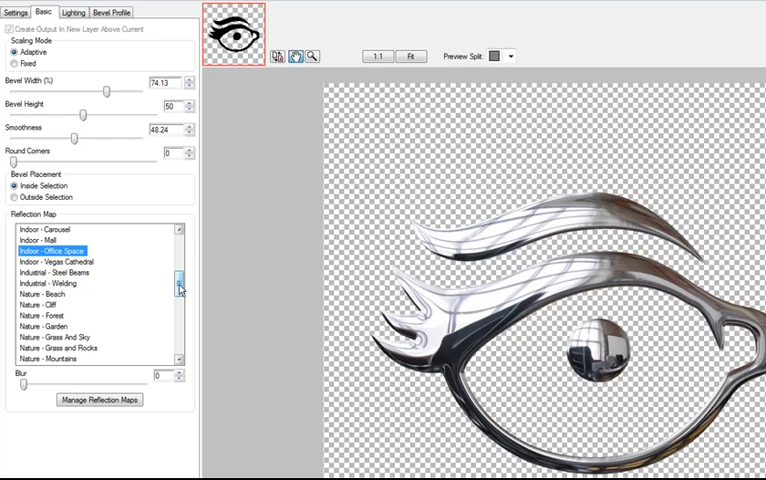 Settings Basic Lighting Bevel Profile
Create Output In New Layer Above Current
Scaling Mode
Adaptive
Fixed
Bevel Width (%)
74.13
Bevel Height
50
Smoothness
48.24
Round Corners
0
Bevel Placement
Inside Selection
Outside Selection
Reflection Map
Indoor - Carousel
Indoor - Mall
Indoor - Office Space
Indoor - Vegas Cathedral
Industrial - Steel Beams
Industrial - Welding
Nature - Beach
Nature - Cliff
Nature - Forest
Nature - Garden
Nature - Grass And Sky
Nature - Grass and Rocks
Nature - Mountains
Blur
0
Manage Reflection Maps
1:1 Fit Preview Split: